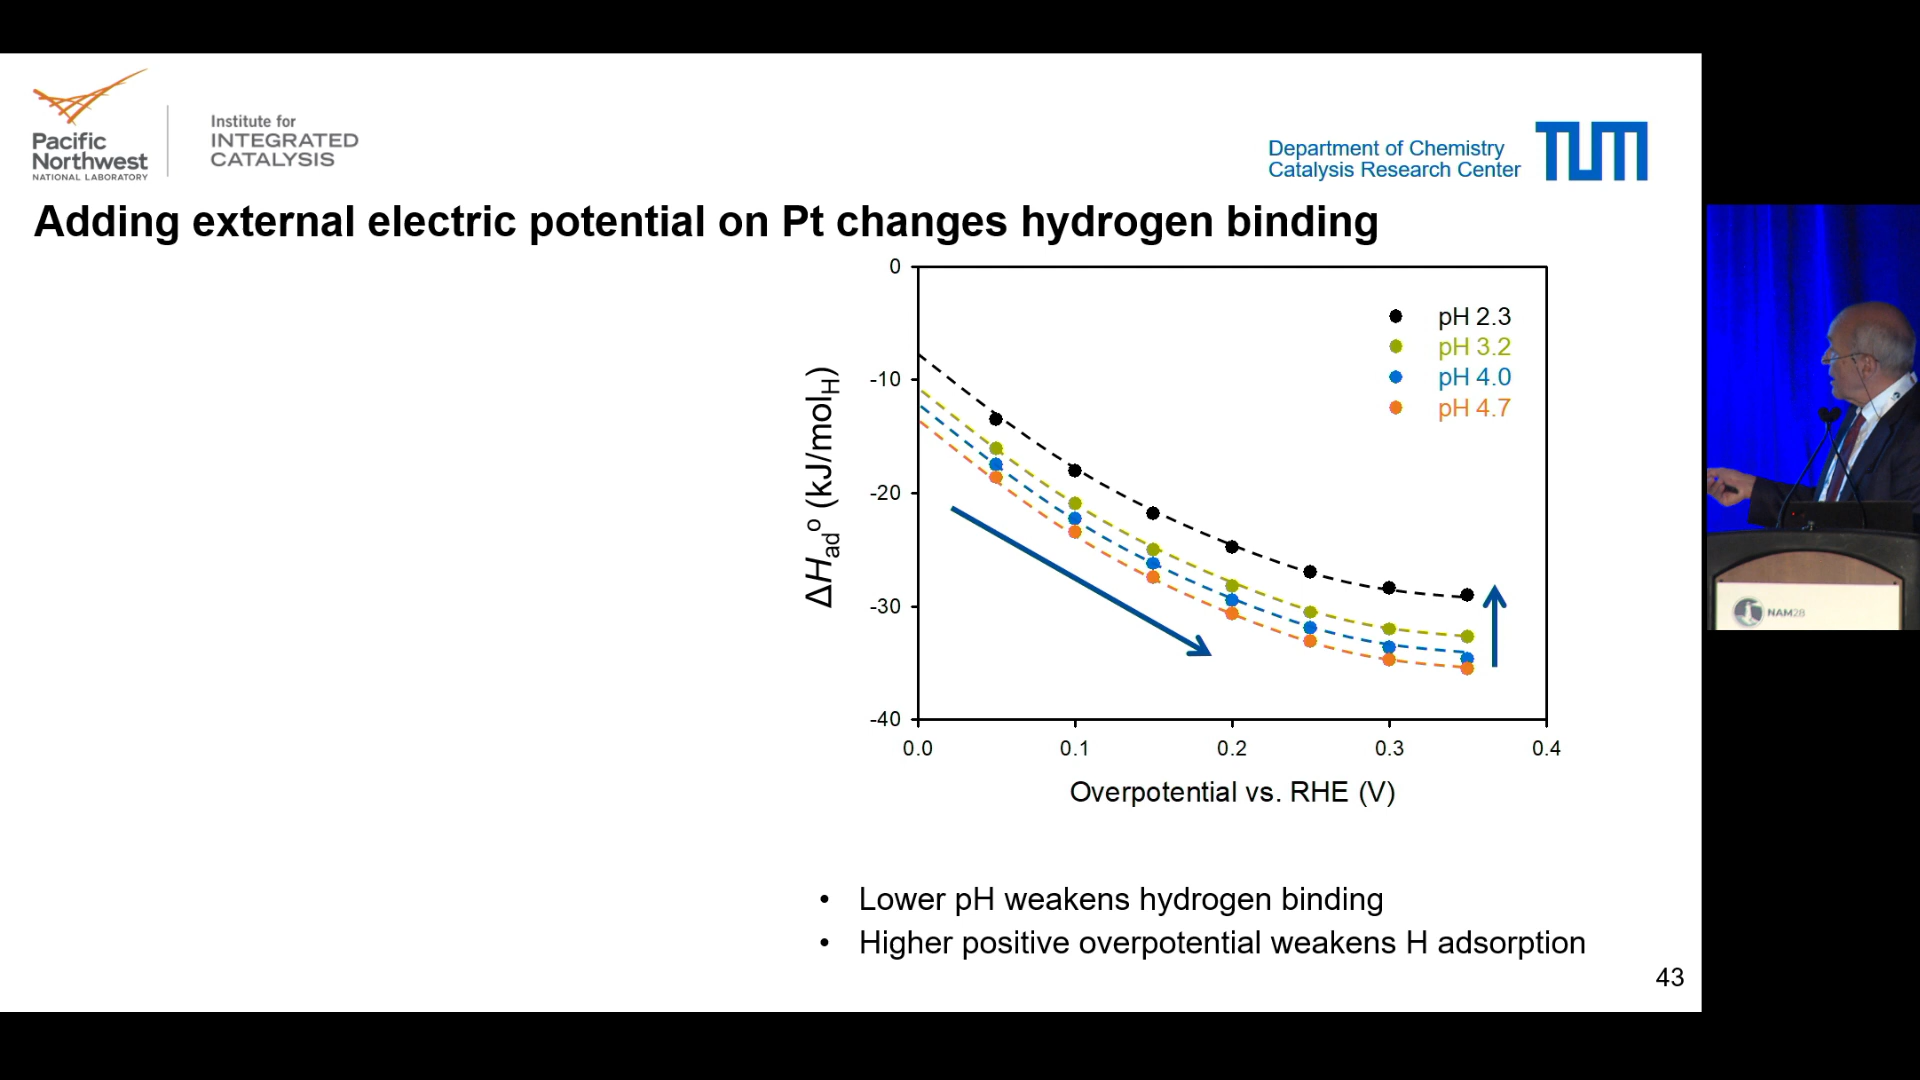 Pacific
Northwest
NATIONAL LABORATORY
Institute for
INTEGRATED
CATALYSIS
Department of Chemistry
Catalysis Research Center
TUM
Adding external electric potential on Pt changes hydrogen binding
0
-10
-20
-30
-40
ΔHad° (kJ/molH)
pH 2.3
pH 3.2
pH 4.0
pH 4.7
0.0
0.1
0.2
0.3
0.4
Overpotential vs. RHE (V)
• Lower pH weakens hydrogen binding
• Higher positive overpotential weakens H adsorption
43
NAM28